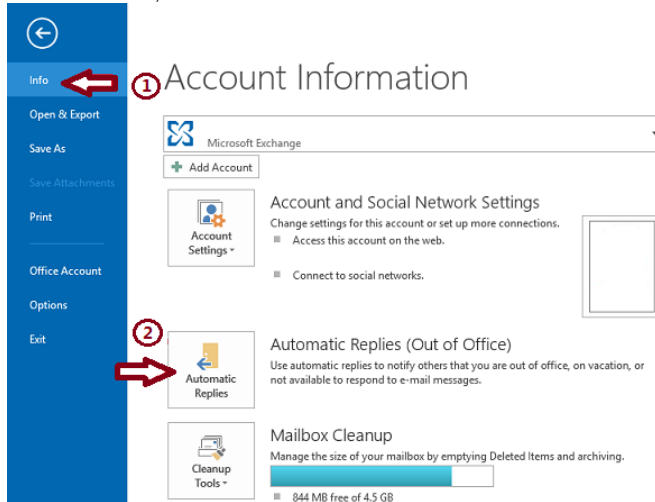 Info
Open & Export
Save As
Save Attachments
Print
Office Account
Options
Exit
1
Account Information
Microsoft Exchange
Add Account
Account
Settings
Account and Social Network Settings
Change settings for this account or set up more connections.
Access this account on the web.
Connect to social networks.
2
Automatic
Replies
Automatic Replies (Out of Office)
Use automatic replies to notify others that you are out of office, on vacation, or
not available to respond to e-mail messages.
Cleanup
Tools
Mailbox Cleanup
Manage the size of your mailbox by emptying Deleted Items and archiving.
844 MB free of 4.5 GB